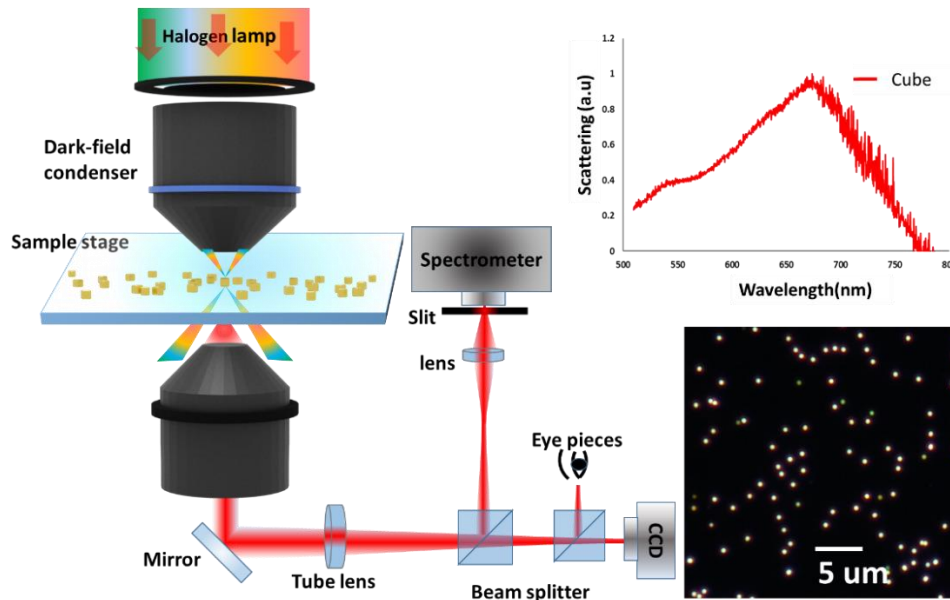 Halogen lamp
Dark-field
condenser
Sample stage
Spectrometer
Slit
lens
Eye pieces
CCD
Mirror
Tube lens
Beam splitter
Scattering (a.u)
1.2
1
0.8
0.6
0.4
0.2
0
500
550
600
650
700
750
800
Wavelength(nm)
Cube
5 um